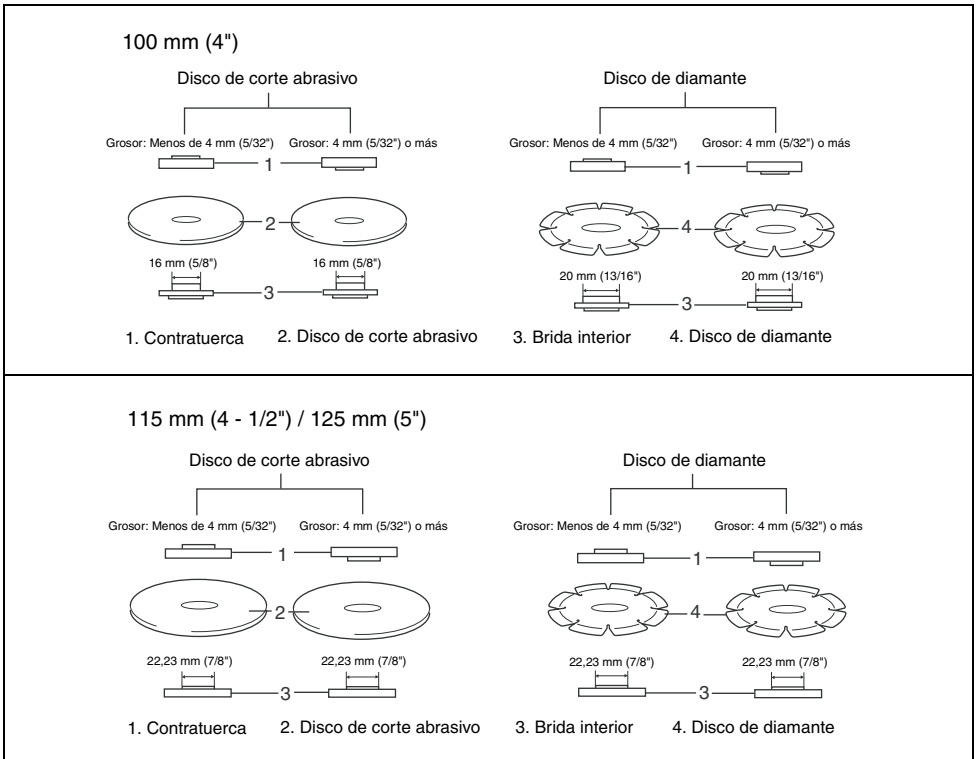 100 mm (4")
Disco de corte abrasivo
Disco de diamante
Grosor: Menos de 4 mm (5/32")
Grosor: 4 mm (5/32") o más
Grosor: Menos de 4 mm (5/32")
Grosor: 4 mm (5/32") o más
1
1
2
4
16 mm (5/8")
16 mm (5/8")
20 mm (13/16")
20 mm (13/16")
3
3
1. Contratuerca
2. Disco de corte abrasivo
3. Brida interior
4. Disco de diamante
115 mm (4 - 1/2") / 125 mm (5")
Disco de corte abrasivo
Disco de diamante
Grosor: Menos de 4 mm (5/32")
Grosor: 4 mm (5/32") o más
Grosor: Menos de 4 mm (5/32")
Grosor: 4 mm (5/32") o más
1
1
2
4
22,23 mm (7/8")
22,23 mm (7/8")
22,23 mm (7/8")
22,23 mm (7/8")
3
3
1. Contratuerca
2. Disco de corte abrasivo
3. Brida interior
4. Disco de diamante